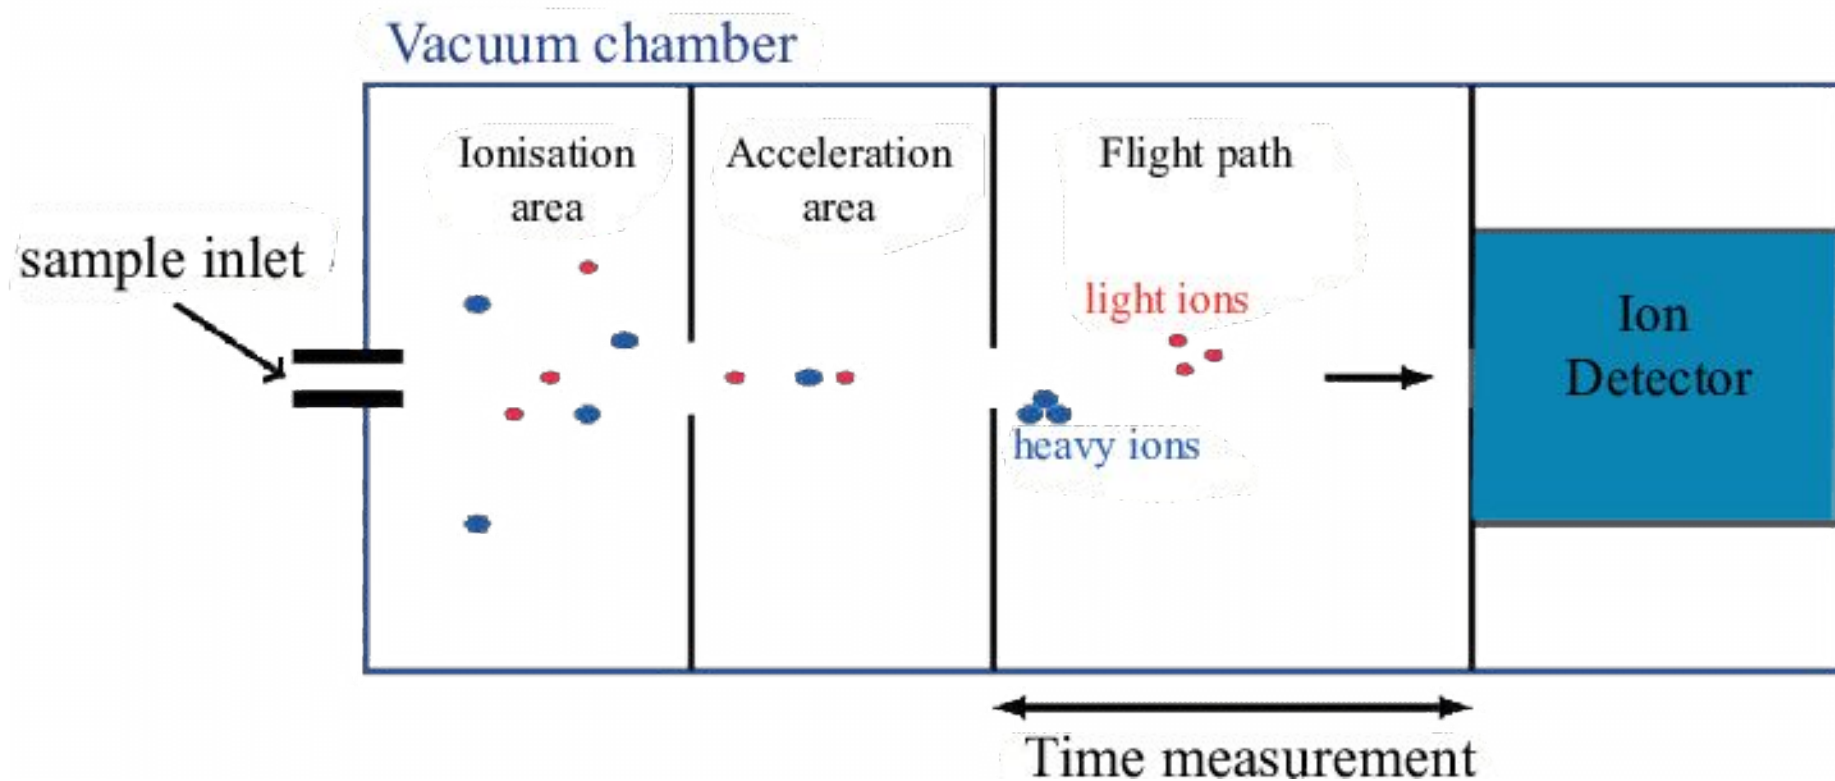 Vacuum chamber
Ionisation
area
Acceleration
area
Flight path
sample inlet
light ions
heavy ions
Ion
Detector
Time measurement